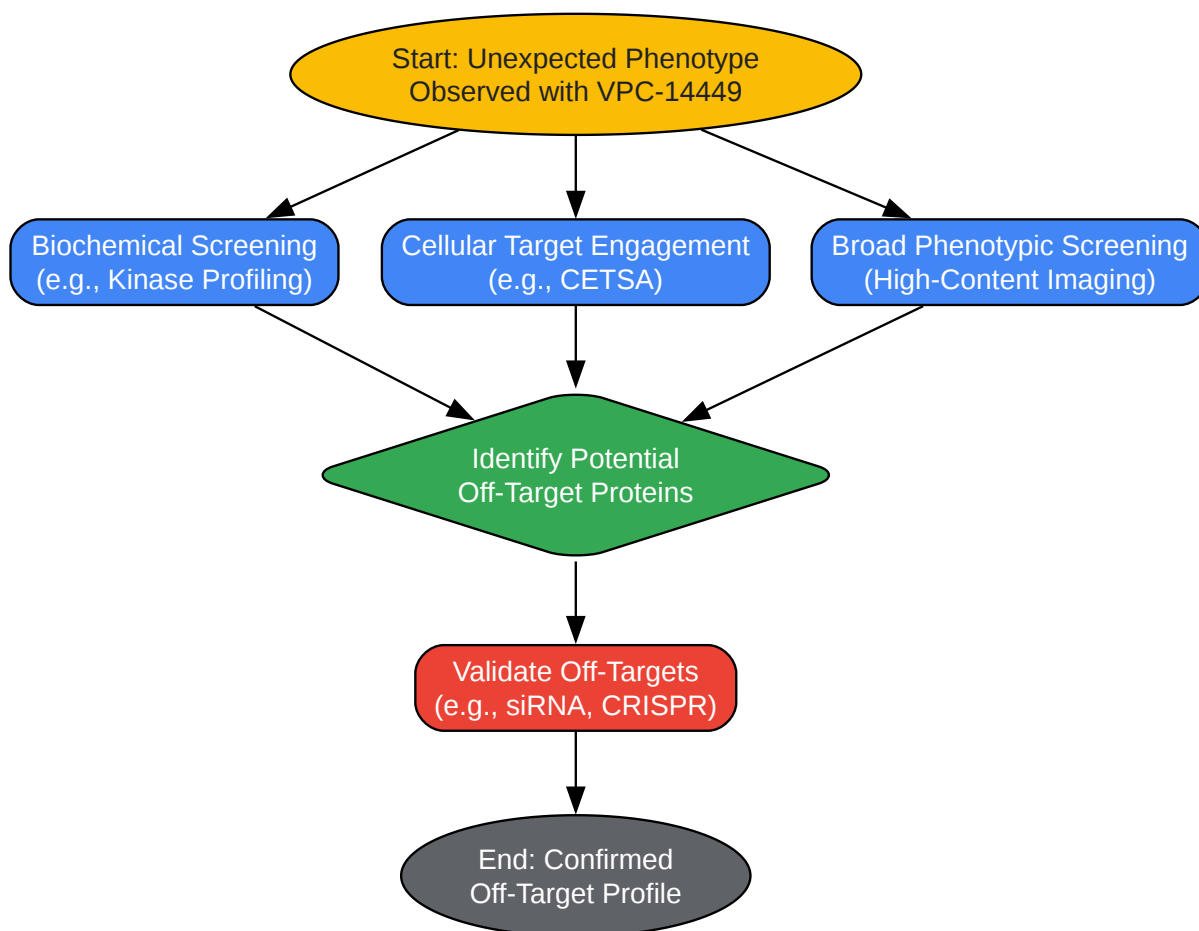 Start: Unexpected Phenotype
Observed with VPC-14449
Biochemical Screening
(e.g., Kinase Profiling)
Cellular Target Engagement
(e.g., CETSA)
Broad Phenotypic Screening
(High-Content Imaging)
Identify Potential
Off-Target Proteins
Validate Off-Targets
(e.g., siRNA, CRISPR)
End: Confirmed
Off-Target Profile